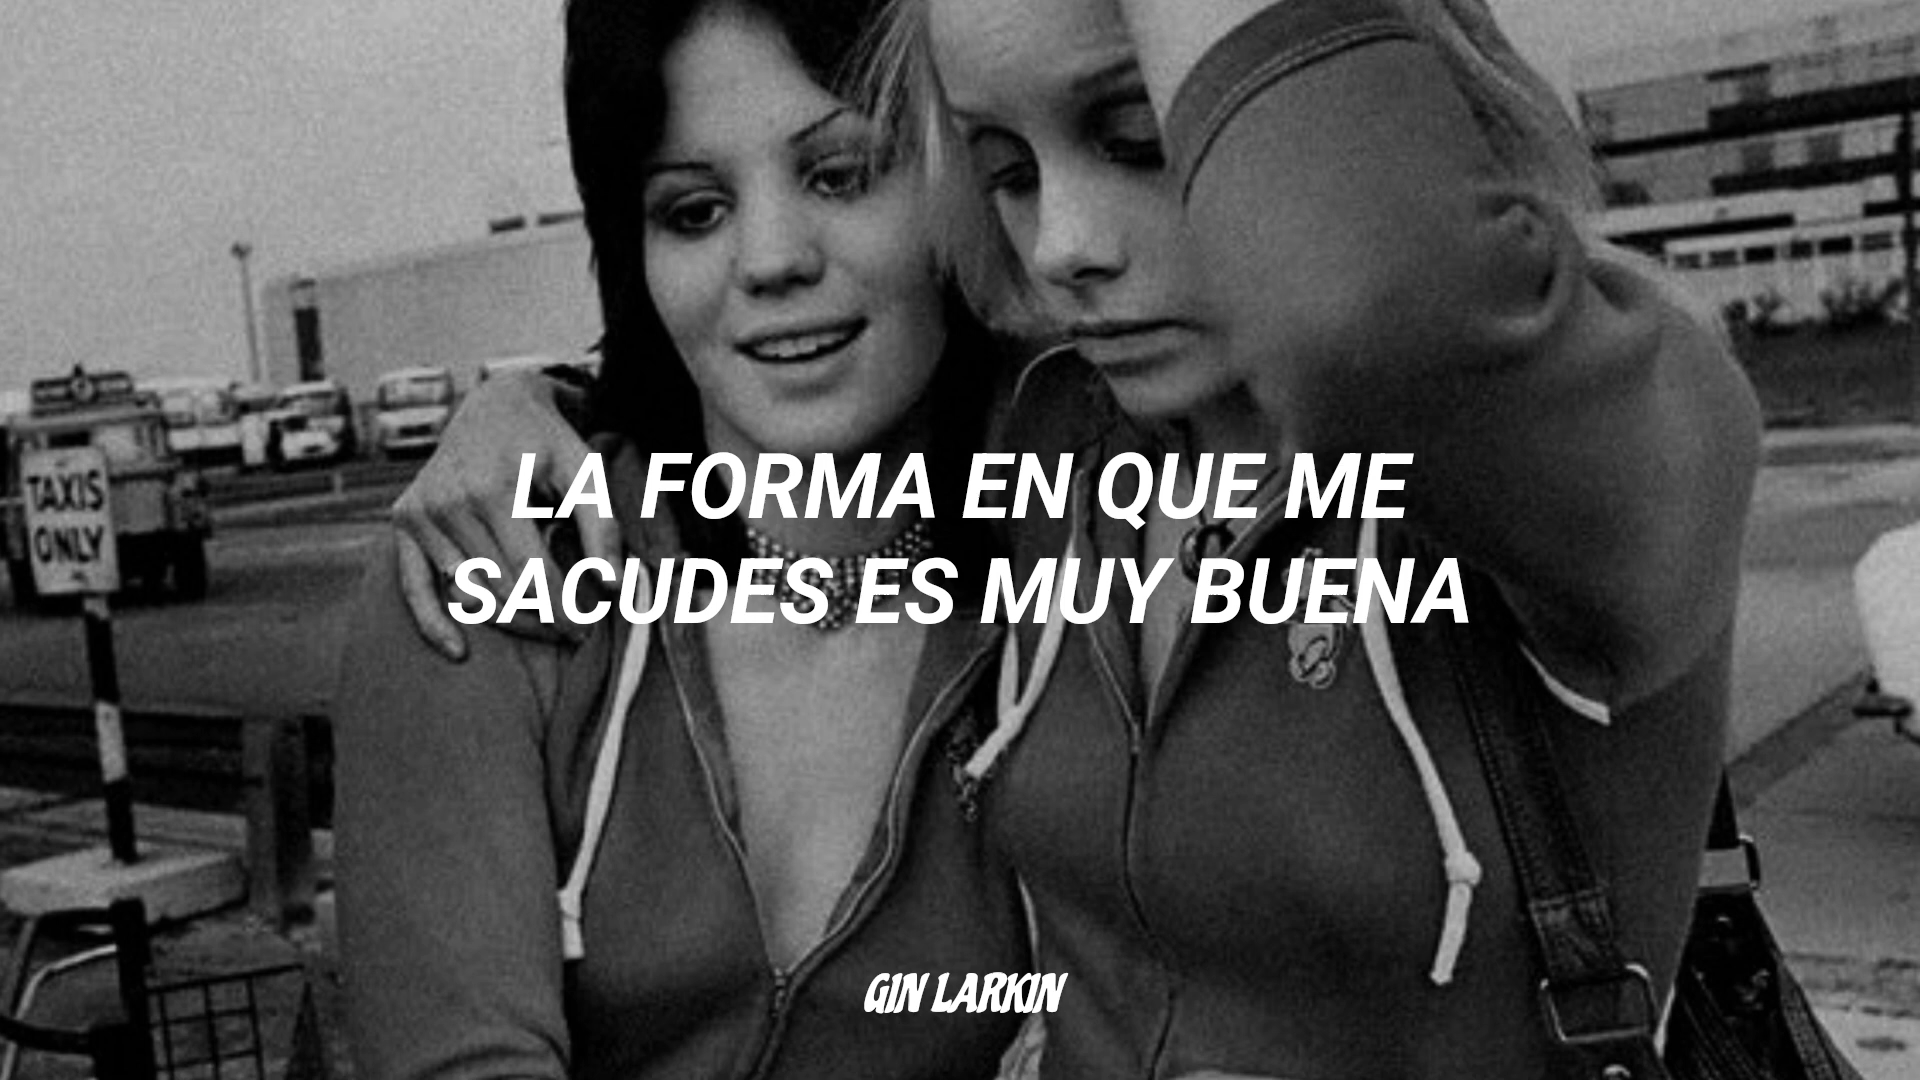 TAXIS
ONLY
LA FORMA EN QUE ME
SACUDES ES MUY BUENA
GIN LARKIN